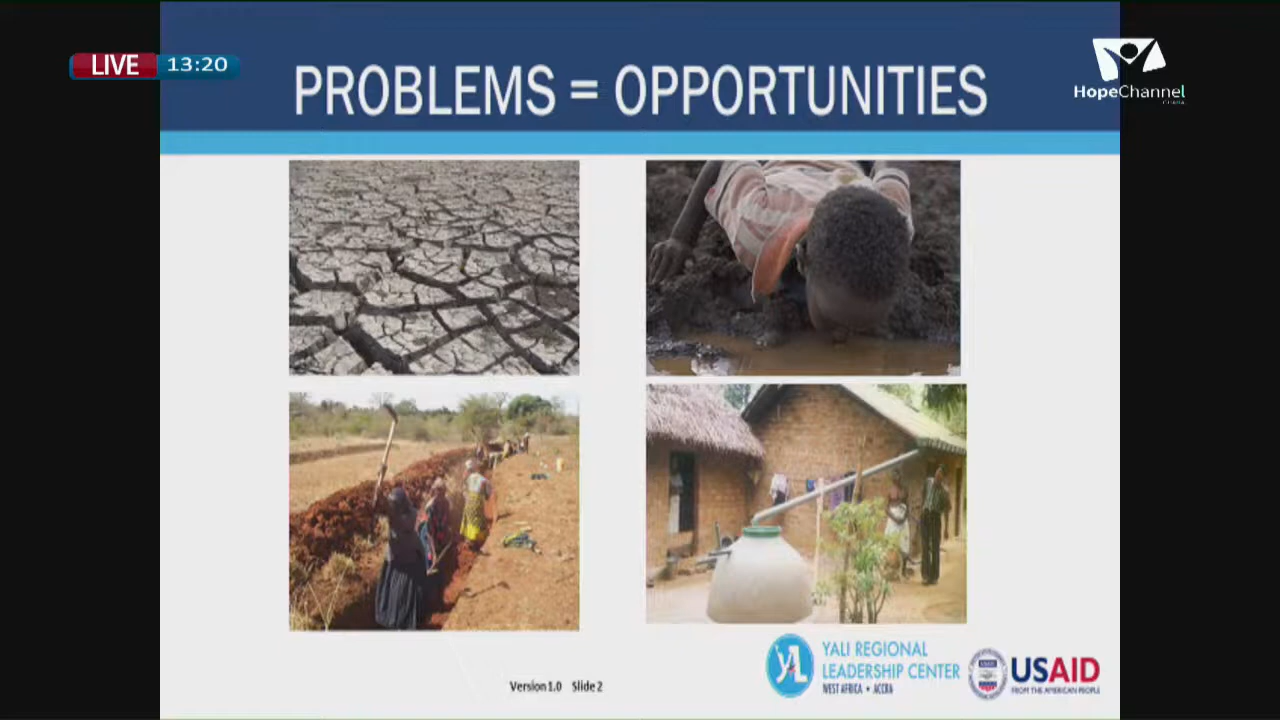 LIVE 13:20
PROBLEMS = OPPORTUNITIES
HopeChannel
Version 1.0 Slide 2
YALI REGIONAL
LEADERSHIP CENTER
WEST AFRICA • ACCRA
USAID
FROM THE AMERICAN PEOPLE